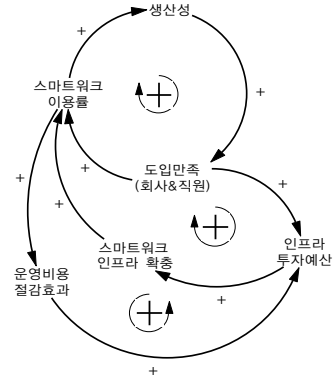 생산성
+
스마트워크
이용률
+
+
도입만족
(회사&직원)
+
+
+
+
인프라
투자예산
스마트워크
인프라 확충
+
운영비용
절감효과
+
+
+